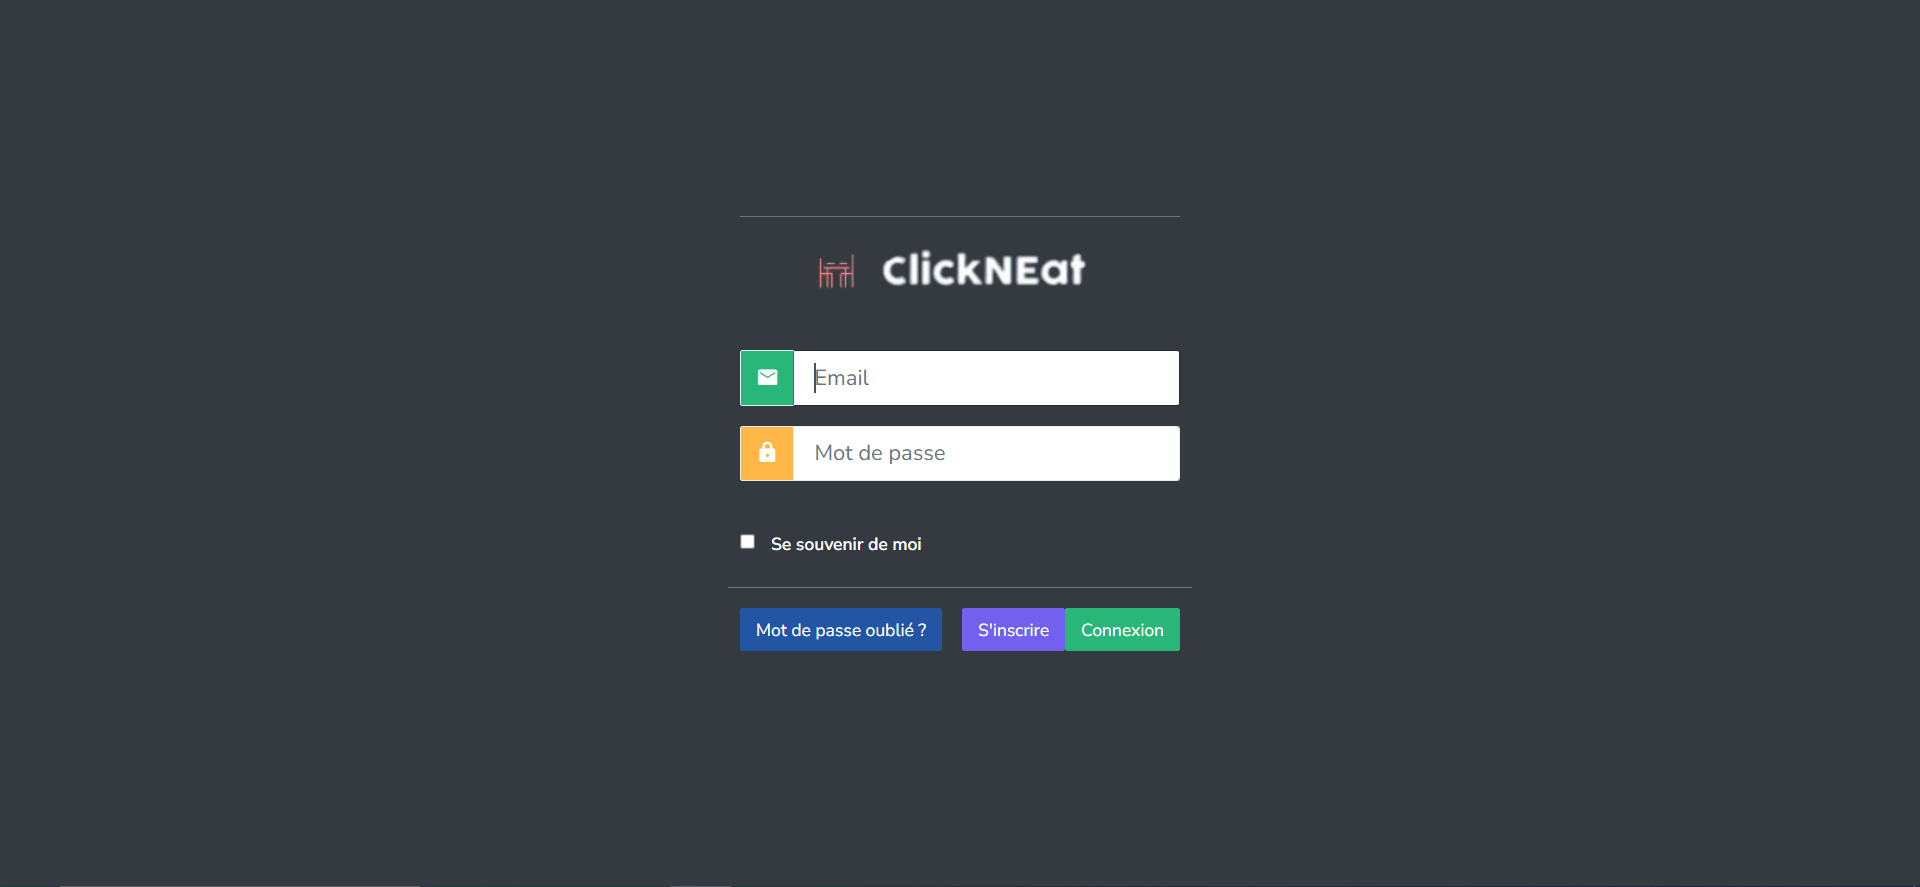 ClickNEat
Email
Mot de passe
Se souvenir de moi
Mot de passe oublié ?
S'inscrire
Connexion